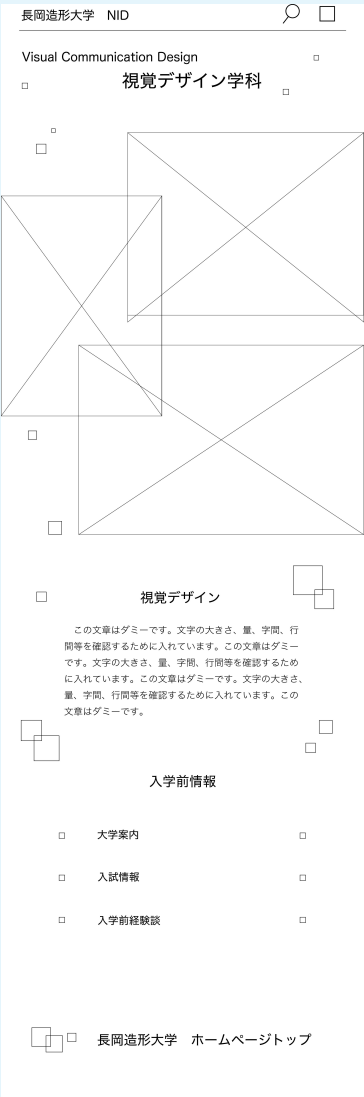 長岡造形大学　NID
Visual Communication Design
視覚デザイン学科
視覚デザイン
この文章はダミーです。文字の大きさ、量、字間、行
間等を確認するために入れています。この文章はダミー
です。文字の大きさ、量、字間、行間等を確認するため
に入れています。この文章はダミーです。文字の大きさ、
量、字間、行間等を確認するために入れています。この
文章はダミーです。
入学前情報
大学案内
入試情報
入学前経験談
長岡造形大学　ホームページトップ